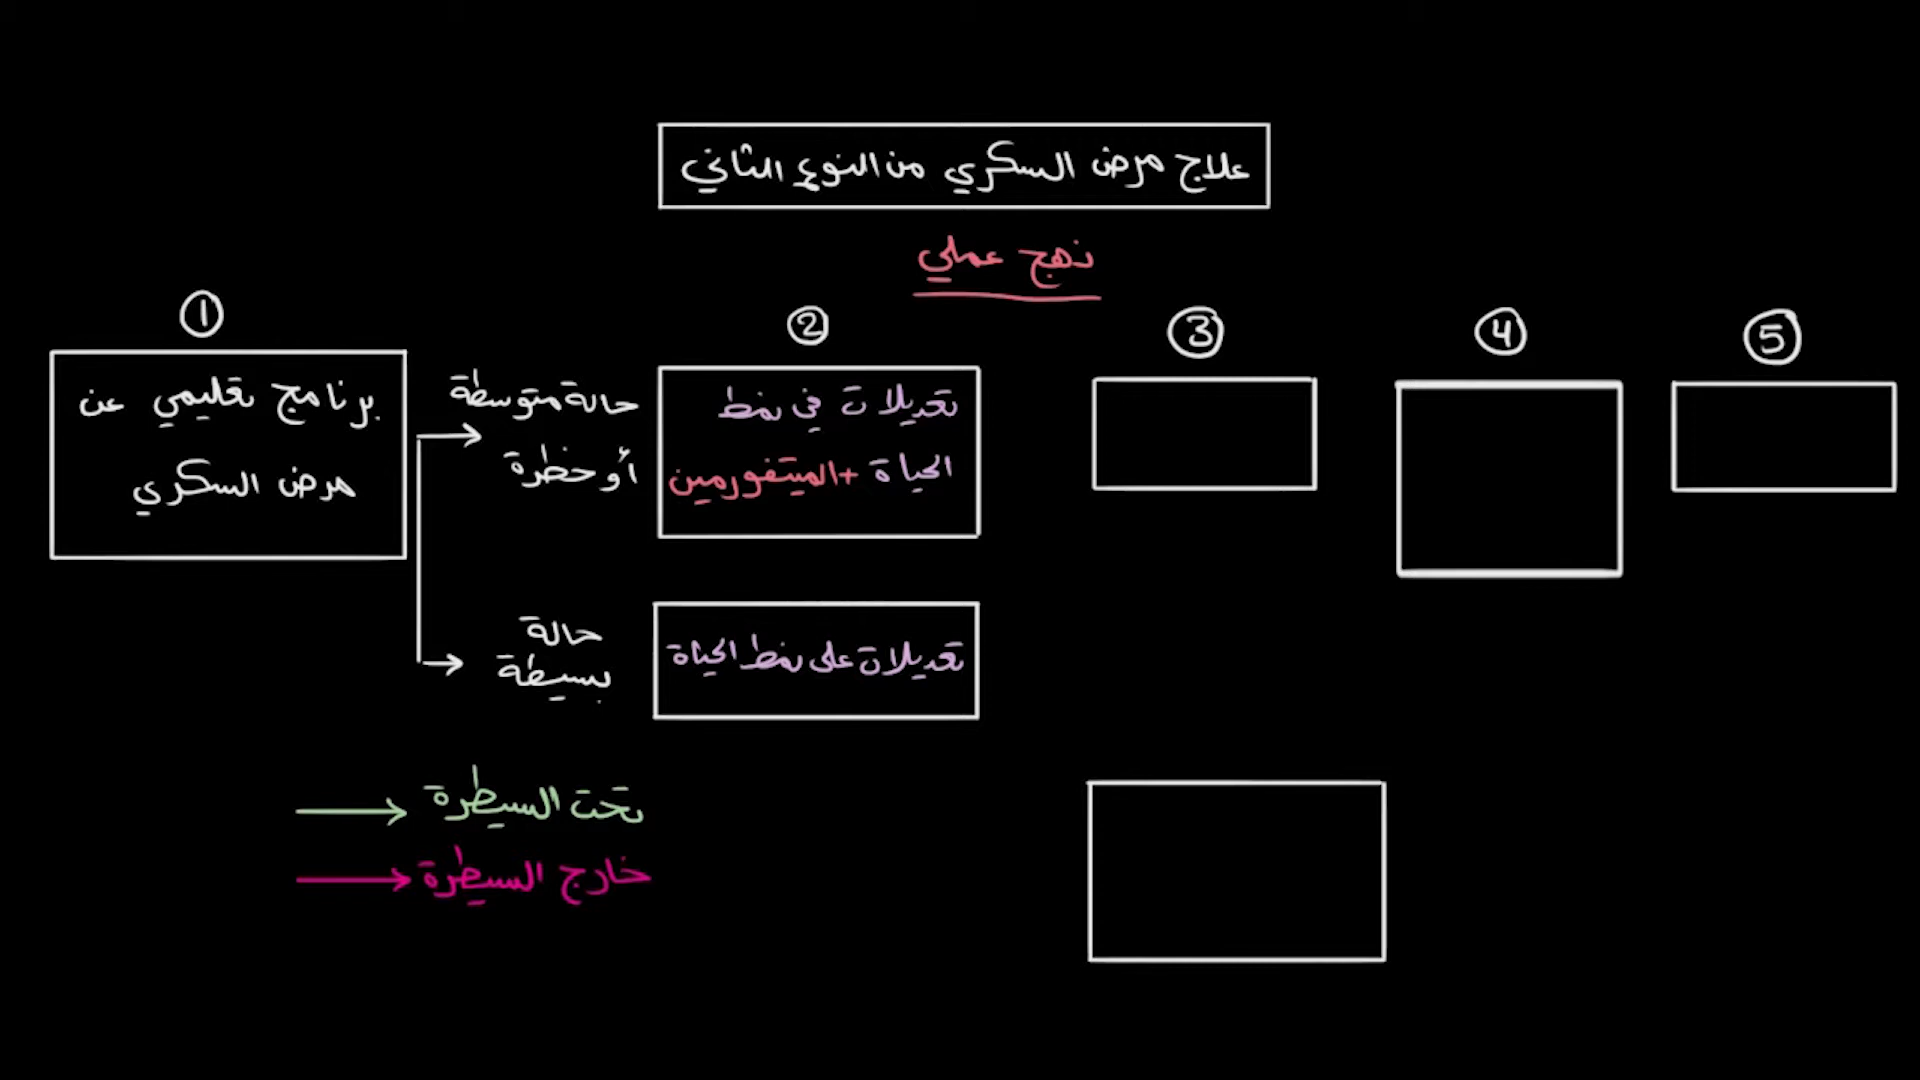 علاج مرض السكري من النوع الثاني
نهج عملي
1
برنامج تعليمي عن
مرض السكري
حالة متوسطة
أو خطرة
حالة
بسيطة
2
تعديلات في نمط
الحياة + الميتفورمين
تعديلات على نمط الحياة
3
4
5
تحت السيطرة
خارج السيطرة